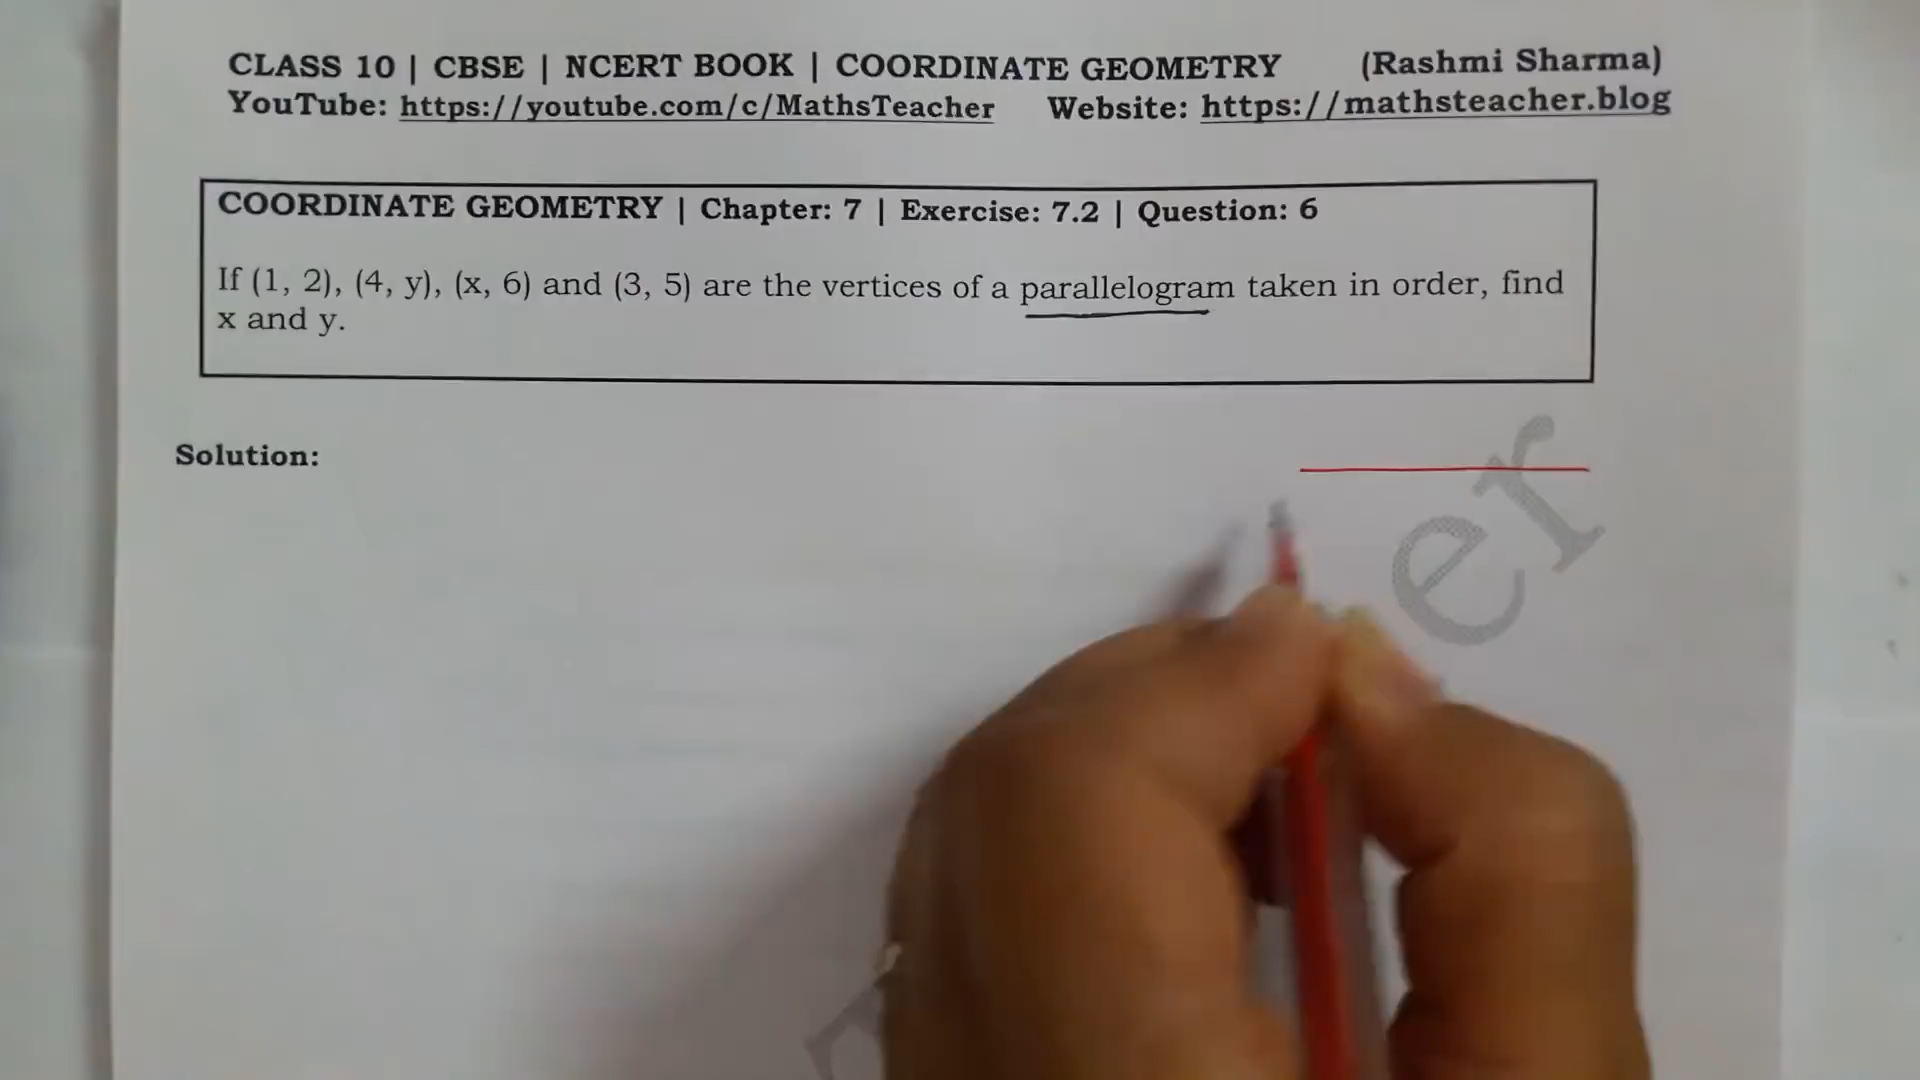 CLASS 10 | CBSE | NCERT BOOK | COORDINATE GEOMETRY (Rashmi Sharma)
YouTube: https://youtube.com/c/MathsTeacher Website: https://mathsteacher.blog
COORDINATE GEOMETRY | Chapter: 7 | Exercise: 7.2 | Question: 6
If (1, 2), (4, y), (x, 6) and (3, 5) are the vertices of a parallelogram taken in order, find
x and y.
Solution:
er